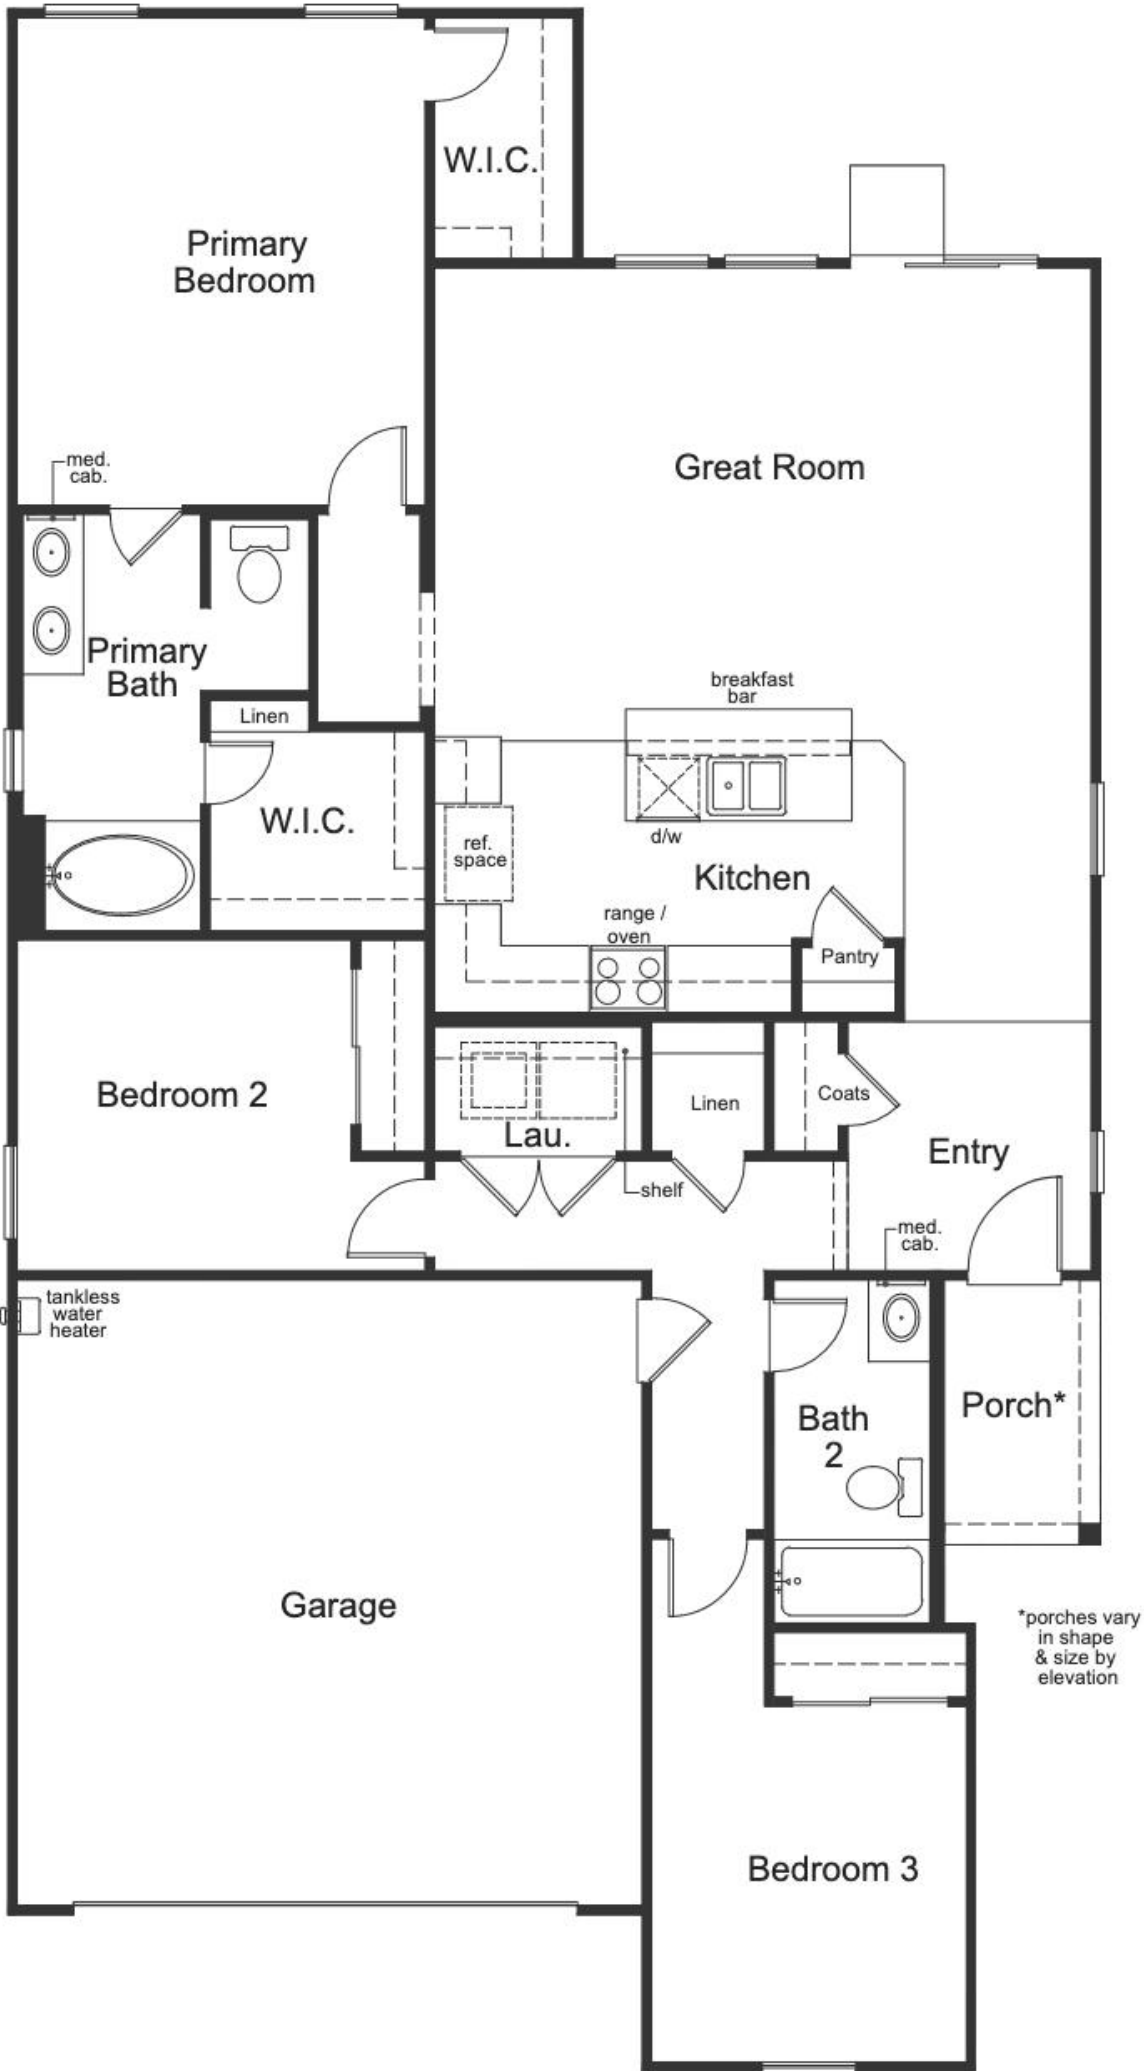 W.I.C.
Primary
Bedroom
med.
cab.
Great Room
Primary
Bath
breakfast
bar
Linen
W.I.C.
d/w
ref.
space
Kitchen
range /
oven
Pantry
Bedroom 2
Coats
Linen
Lau.
Entry
shelf
med.
cab.
tankless
water
heater
Porch*
Bath
2
Garage
*porches vary
in shape
& size by
elevation
Bedroom 3